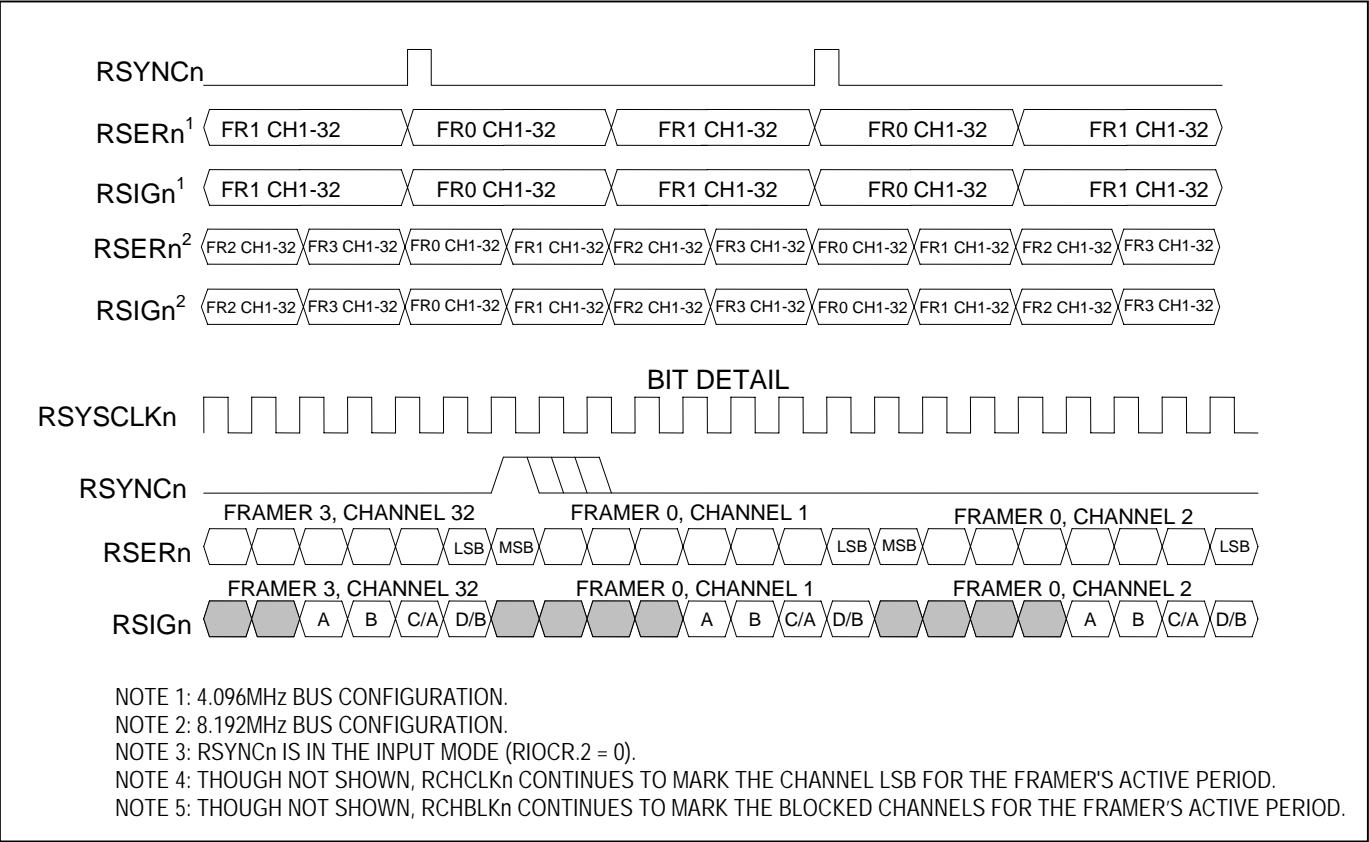 RSYNCn
RSERn1 FR1 CH1-32 FR0 CH1-32 FR1 CH1-32 FR0 CH1-32 FR1 CH1-32
RSIGn1 FR1 CH1-32 FR0 CH1-32 FR1 CH1-32 FR0 CH1-32 FR1 CH1-32
RSERn2 FR2 CH1-32 FR3 CH1-32 FR0 CH1-32 FR1 CH1-32 FR2 CH1-32 FR3 CH1-32 FR0 CH1-32 FR1 CH1-32 FR2 CH1-32 FR3 CH1-32
RSIGn2 FR2 CH1-32 FR3 CH1-32 FR0 CH1-32 FR1 CH1-32 FR2 CH1-32 FR3 CH1-32 FR0 CH1-32 FR1 CH1-32 FR2 CH1-32 FR3 CH1-32
BIT DETAIL
RSYSCLKn
RSYNCn
FRAMER 3, CHANNEL 32 FRAMER 0, CHANNEL 1 FRAMER 0, CHANNEL 2
RSERn LSB MSB LSB MSB LSB
FRAMER 3, CHANNEL 32 FRAMER 0, CHANNEL 1 FRAMER 0, CHANNEL 2
RSIGn A B C/A D/B A B C/A D/B A B C/A D/B
NOTE 1: 4.096MHz BUS CONFIGURATION.
NOTE 2: 8.192MHz BUS CONFIGURATION.
NOTE 3: RSYNCn IS IN THE INPUT MODE (RIOCR.2 = 0).
NOTE 4: THOUGH NOT SHOWN, RCHCLKn CONTINUES TO MARK THE CHANNEL LSB FOR THE FRAMER'S ACTIVE PERIOD.
NOTE 5: THOUGH NOT SHOWN, RCHBLKn CONTINUES TO MARK THE BLOCKED CHANNELS FOR THE FRAMER’S ACTIVE PERIOD.